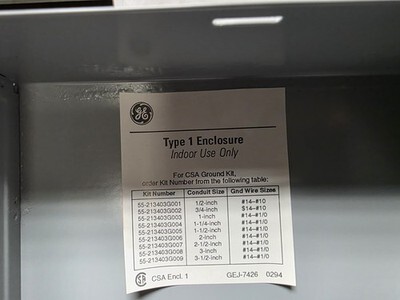 GE
Type 1 Enclosure
Indoor Use Only
For CSA Ground Kit,
order Kit Number from the following table:
Kit Number Conduit Size Gnd Wire Sizes
55-213403G001 1/2-inch #14–#10
55-213403G002 3/4-inch $14–#10
55-213403G003 1-inch #14–#1/0
55-213403G004 1-1/4-inch #14–#1/0
55-213403G005 1-1/2-inch #14–#1/0
55-213403G006 2-inch #14–#1/0
55-213403G007 2-1/2-inch #14–#1/0
55-213403G008 3-inch #14–#1/0
55-213403G009 3-1/2-inch #14–#1/0
CSA Encl. 1 GEJ-7426 0294